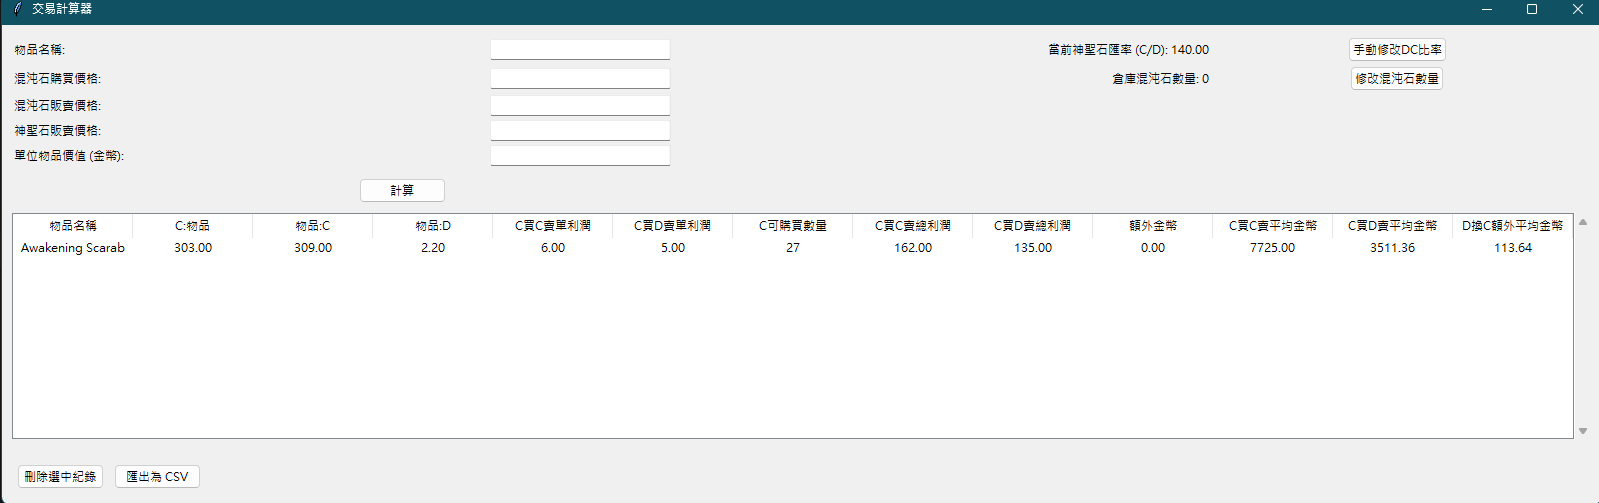 交易計算器
物品名稱:
當前神聖石匯率 (C/D): 140.00
手動修改DC比率
混沌石購買價格:
倉庫混沌石數量: 0
修改混沌石數量
混沌石販賣價格:
神聖石販賣價格:
單位物品價值 (金幣):
計算
物品名稱 C:物品 物品:C 物品:D C買C賣單利潤 C買D賣單利潤 C可購買數量 C買C賣總利潤 C買D賣總利潤 額外金幣 C買C賣平均金幣 C買D賣平均金幣 D換C額外平均金幣
Awakening Scarab 303.00 309.00 2.20 6.00 5.00 27 162.00 135.00 0.00 7725.00 3511.36 113.64
刪除選中紀錄
匯出為 CSV